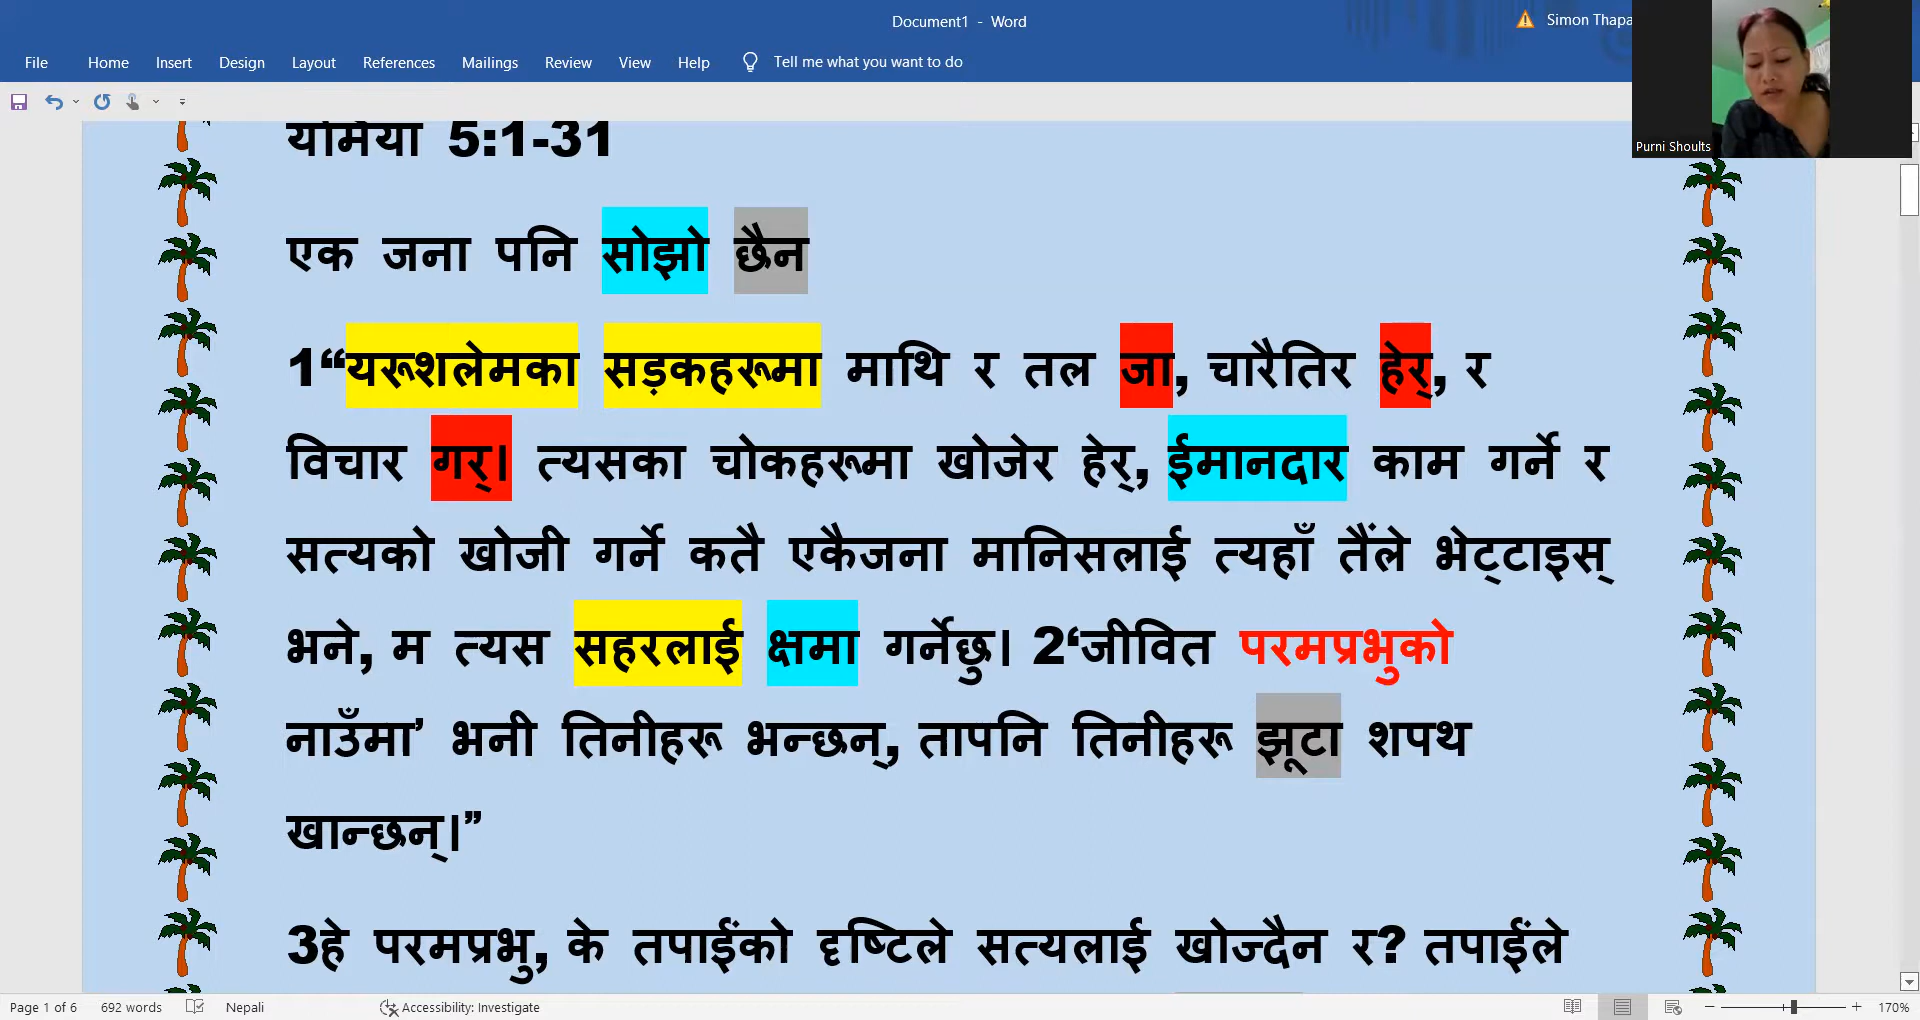 Document1 - Word
Simon Thapa
File Home Insert Design Layout References Mailings Review View Help Tell me what you want to do
Purni Shoults
यर्मिया 5:1-31
एक जना पनि सोझो छैन
1“यरूशलेमका सड़कहरूमा माथि र तल जा, चारैतिर हेर्, र
विचार गर्। त्यसका चोकहरूमा खोजेर हेर्, ईमानदार काम गर्ने र
सत्यको खोजी गर्ने कतै एकैजना मानिसलाई त्यहाँ तैंले भेट्टाइस्
भने, म त्यस सहरलाई क्षमा गर्नेछु। 2‘जीवित परमप्रभुको
नाउँमा’ भनी तिनीहरू भन्छन्, तापनि तिनीहरू झूटा शपथ
खान्छन्।”
3हे परमप्रभु, के तपाईंको दृष्टिले सत्यलाई खोज्दैन र? तपाईंले
Page 1 of 6 692 words Nepali Accessibility: Investigate 170%